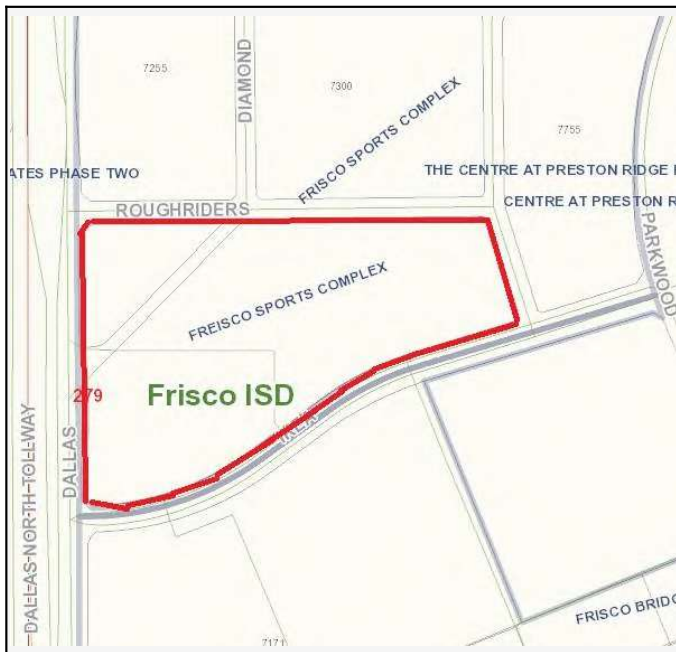 7255
DIAMOND
7300
FRISCO SPORTS COMPLEX
7755
ATES PHASE TWO
THE CENTRE AT PRESTON RIDGE
CENTRE AT PRESTON R
ROUGHRIDERS
PARKWOOD
FREISCO SPORTS COMPLEX
279
Frisco ISD
DALLAS
DALLAS-NORTH-TOLLWAY
FRISCO BRIDG
7171